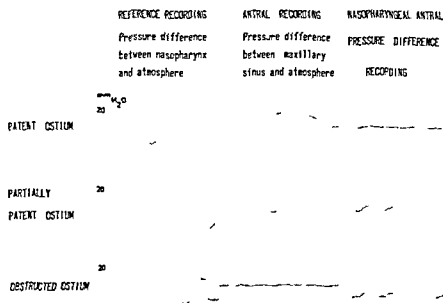 REFERENCE RECORDING
Pressure difference
between nasopharynx
and atmosphere
ANTRAL RECORDING
Pressure difference
between maxillary
sinus and atmosphere
NASOPHARYNGEAL ANTRAL
PRESSURE DIFFERENCE
RECORDING
mm H2O
20
PATENT OSTIUM
20
PARTIALLY
PATENT OSTIUM
20
OBSTRUCTED OSTIUM